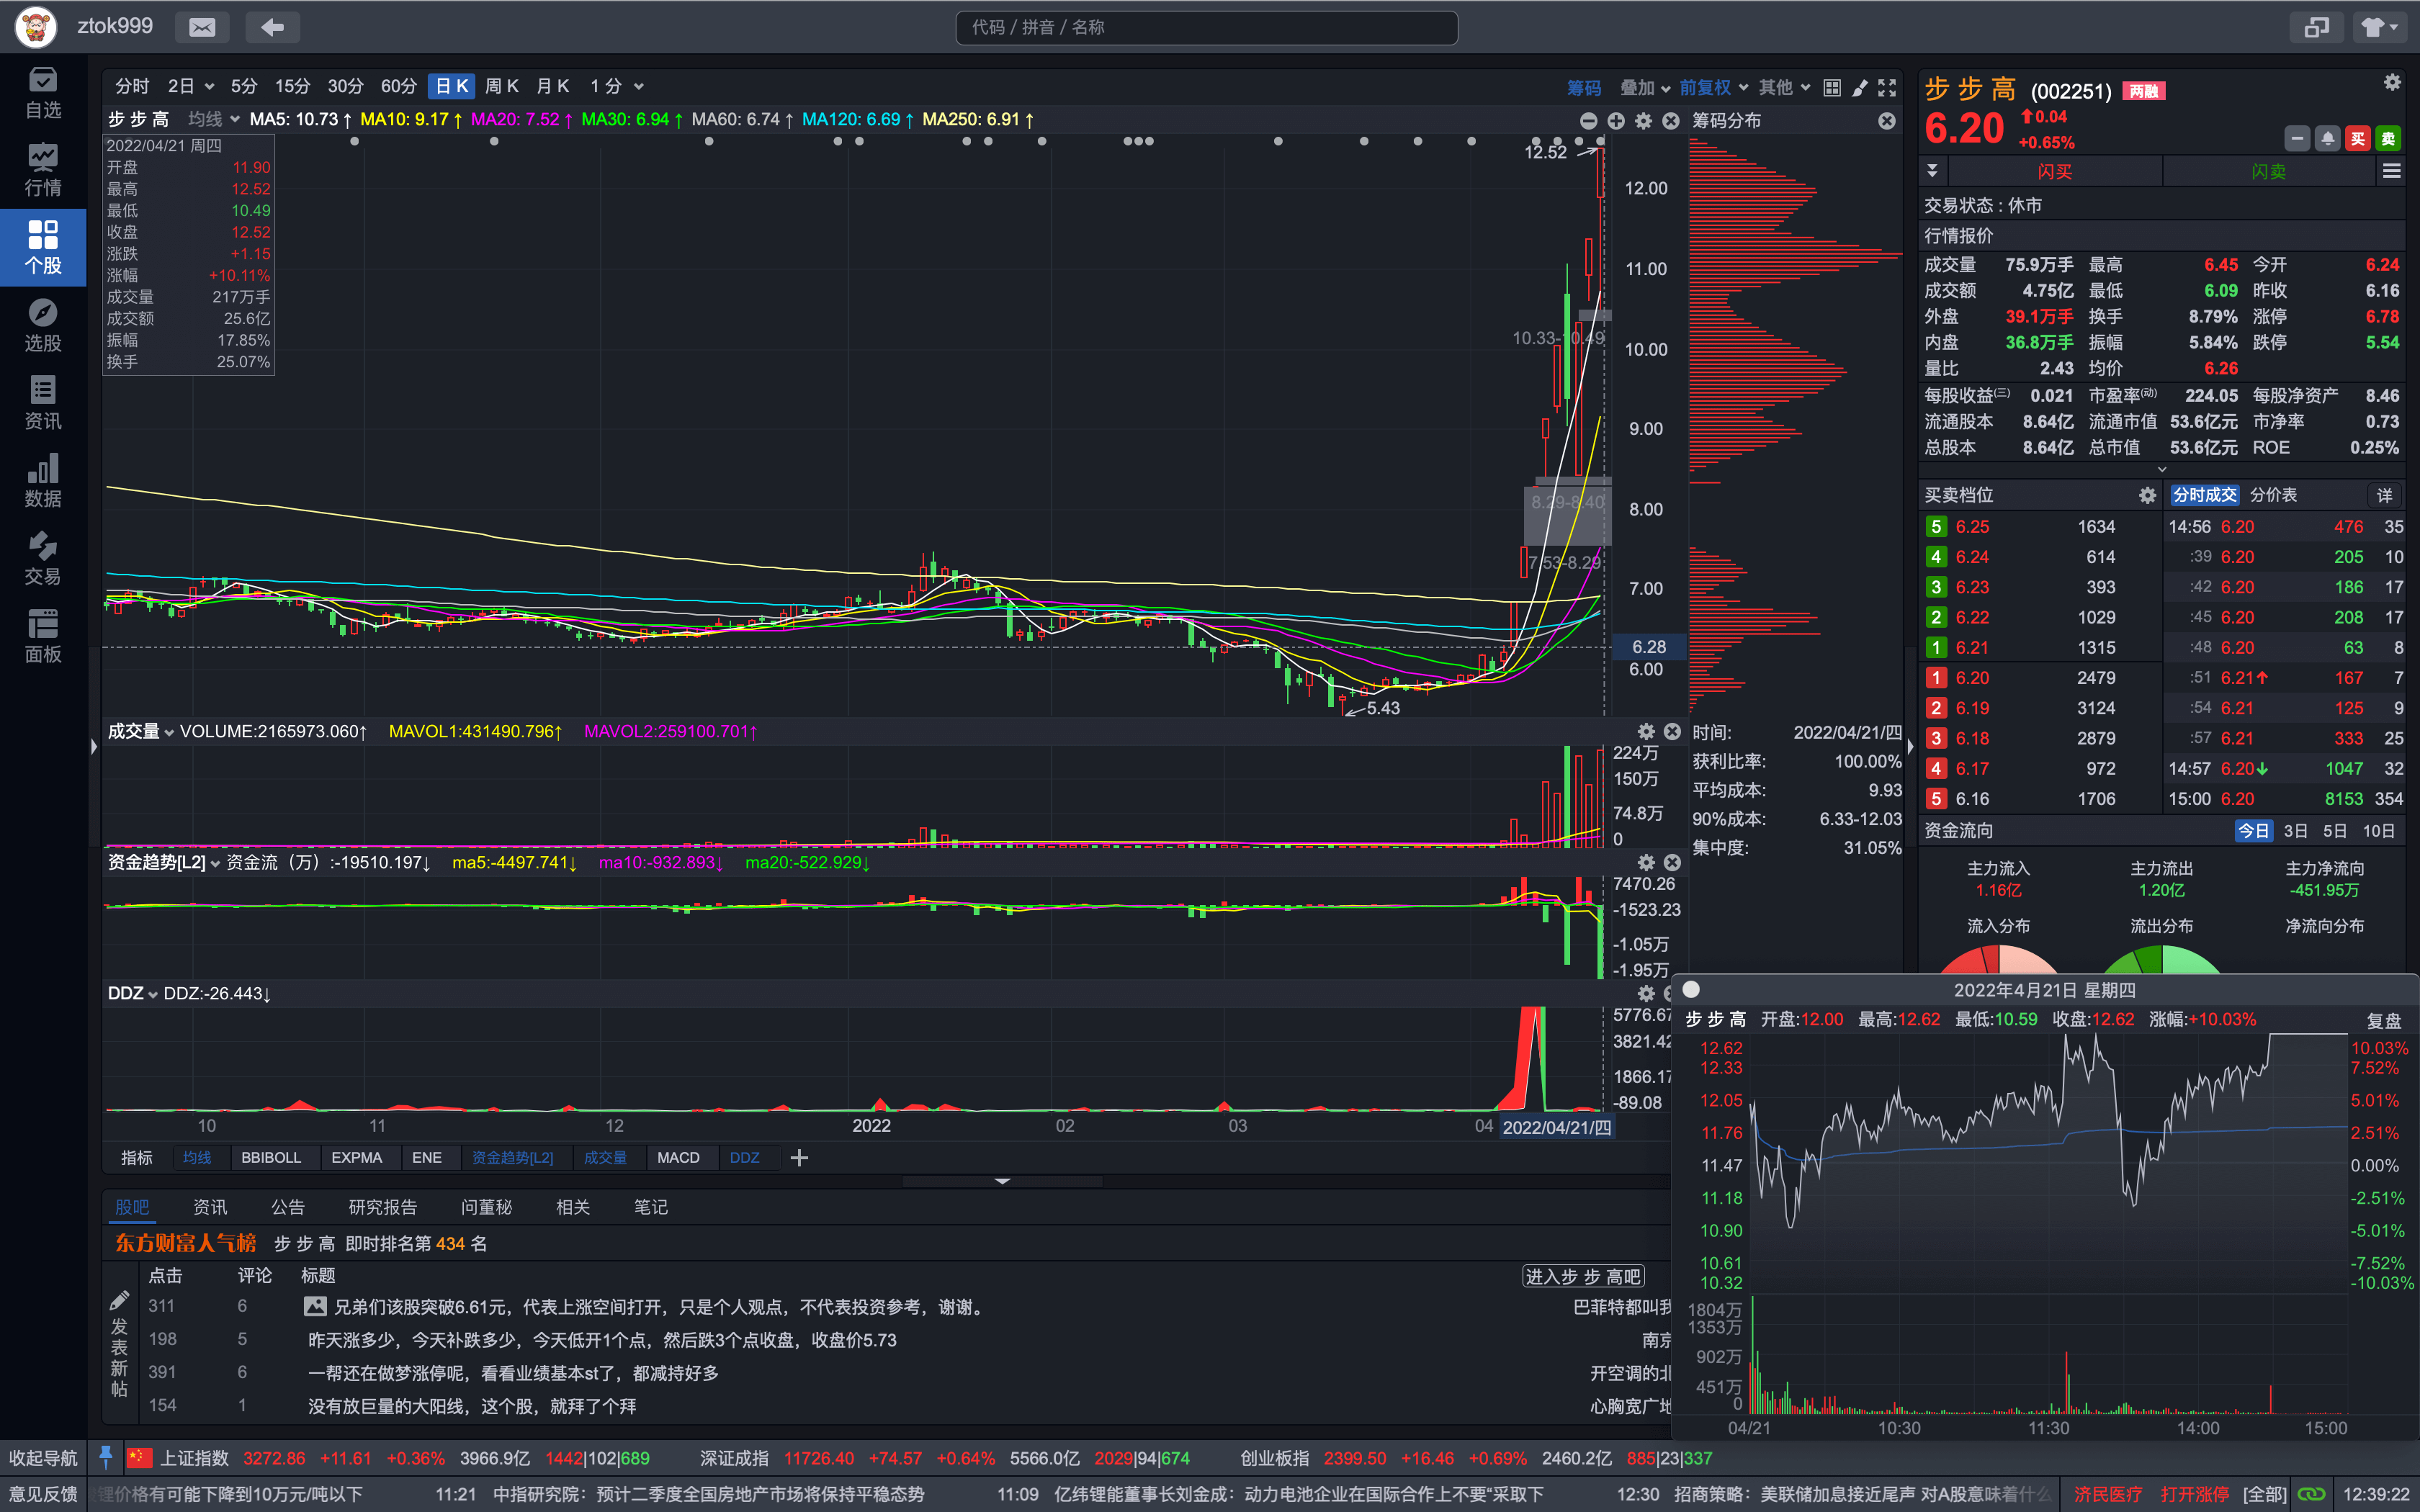 ztok999
代码 / 拼音 / 名称
自选
行情
个股
选股
资讯
数据
交易
面板
分时 2日 5分 15分 30分 60分 日K 周K 月K 1分 筹码 叠加 前复权 其他
步步高 均线 MA5: 10.73↑ MA10: 9.17↑ MA20: 7.52↑ MA30: 6.94↑ MA60: 6.74↑ MA120: 6.69↑ MA250: 6.91↑
2022/04/21 周四
开盘 11.90
最高 12.52
最低 10.49
收盘 12.52
涨跌 +1.15
涨幅 +10.11%
成交量 217万手
成交额 25.6亿
振幅 17.85%
换手 25.07%
12.52
10.33-10.49
8.29-8.40
7.53-8.29
5.43
12.00
11.00
10.00
9.00
8.00
7.00
6.28
6.00
筹码分布
时间: 2022/04/21/四
获利比率: 100.00%
平均成本: 9.93
90%成本: 6.33-12.03
集中度: 31.05%
成交量 VOLUME:2165973.060↑ MAVOL1:431490.796↑ MAVOL2:259100.701↑
224万
150万
74.8万
0
资金趋势[L2] 资金流（万）:-19510.197↓ ma5:-4497.741↓ ma10:-932.893↓ ma20:-522.929↓
7470.26
-1523.23
-1.05万
-1.95万
DDZ DDZ:-26.443↓
5776.67
3821.42
1866.17
-89.08
10 11 12 2022 02 03 04 2022/04/21/四
指标 均线 BBIBOLL EXPMA ENE 资金趋势[L2] 成交量 MACD DDZ
股吧 资讯 公告 研究报告 问董秘 相关 笔记
东方财富人气榜 步步高 即时排名第 434 名
点击 评论 标题 进入步步高吧
发表新帖
311 6 兄弟们该股突破6.61元，代表上涨空间打开，只是个人观点，不代表投资参考，谢谢。 巴菲特都叫我
198 5 昨天涨多少，今天补跌多少，今天低开1个点，然后跌3个点收盘，收盘价5.73 南京
391 6 一帮还在做梦涨停呢，看看业绩基本st了，都减持好多 开空调的北
154 1 没有放巨量的大阳线，这个股，就拜了个拜 心胸宽广地
步步高 (002251) 两融
6.20 0.04
+0.65%
买 卖
闪买 闪卖
交易状态 : 休市
行情报价
成交量 75.9万手 最高 6.45 今开 6.24
成交额 4.75亿 最低 6.09 昨收 6.16
外盘 39.1万手 换手 8.79% 涨停 6.78
内盘 36.8万手 振幅 5.84% 跌停 5.54
量比 2.43 均价 6.26
每股收益(三) 0.021 市盈率(动) 224.05 每股净资产 8.46
流通股本 8.64亿 流通市值 53.6亿元 市净率 0.73
总股本 8.64亿 总市值 53.6亿元 ROE 0.25%
买卖档位
5 6.25 1634
4 6.24 614
3 6.23 393
2 6.22 1029
1 6.21 1315
1 6.20 2479
2 6.19 3124
3 6.18 2879
4 6.17 972
5 6.16 1706
分时成交 分价表 详
14:56 6.20 476 35
:39 6.20 205 10
:42 6.20 186 17
:45 6.20 208 17
:48 6.20 63 8
:51 6.21↑ 167 7
:54 6.21 125 9
:57 6.21 333 25
14:57 6.20↓ 1047 32
15:00 6.20 8153 354
资金流向 今日 3日 5日 10日
主力流入 主力流出 主力净流向
1.16亿 1.20亿 -451.95万
流入分布 流出分布 净流向分布
2022年4月21日 星期四
步步高 开盘:12.00 最高:12.62 最低:10.59 收盘:12.62 涨幅:+10.03% 复盘
12.62 10.03%
12.33 7.52%
12.05 5.01%
11.76 2.51%
11.47 0.00%
11.18 -2.51%
10.90 -5.01%
10.61 -7.52%
10.32 -10.03%
1804万
1353万
902万
451万
0
04/21 10:30 11:30 14:00 15:00
收起导航 上证指数 3272.86 +11.61 +0.36% 3966.9亿 1442|102|689 深证成指 11726.40 +74.57 +0.64% 5566.0亿 2029|94|674 创业板指 2399.50 +16.46 +0.69% 2460.2亿 885|23|337
意见反馈 锂价格有可能下降到10万元/吨以下 11:21 中指研究院：预计二季度全国房地产市场将保持平稳态势 11:09 亿纬锂能董事长刘金成：动力电池企业在国际合作上不要“采取下 12:30 招商策略：美联储加息接近尾声 对A股意味着什么 济民医疗 打开涨停 [全部] 12:39:22